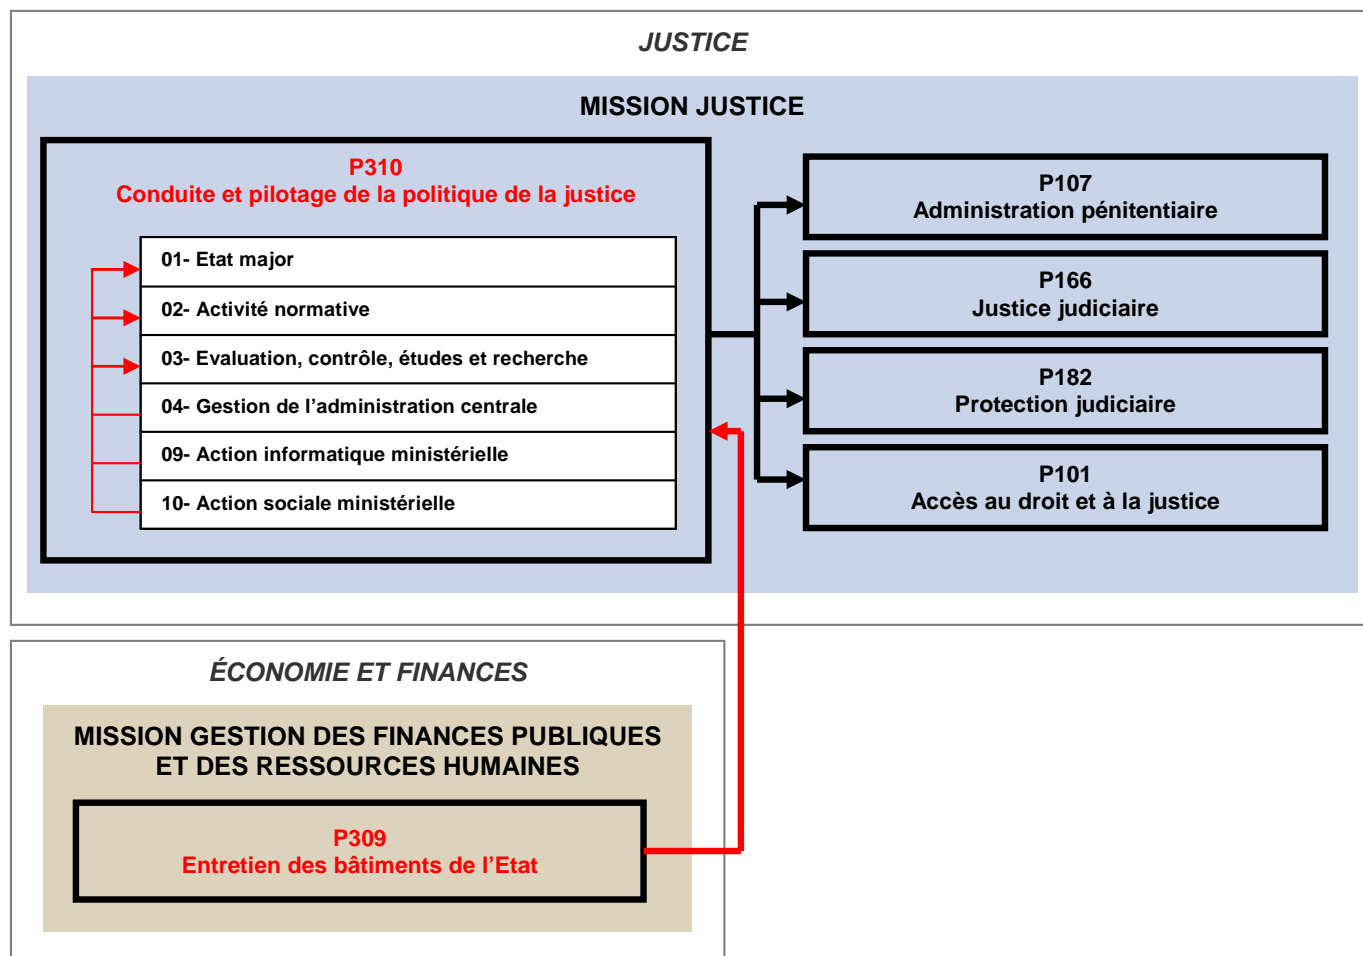 JUSTICE
MISSION JUSTICE
P310
Conduite et pilotage de la politique de la justice
01- Etat major
02- Activité normative
03- Evaluation, contrôle, études et recherche
04- Gestion de l’administration centrale
09- Action informatique ministérielle
10- Action sociale ministérielle
P107
Administration pénitentiaire
P166
Justice judiciaire
P182
Protection judiciaire
P101
Accès au droit et à la justice
ÉCONOMIE ET FINANCES
MISSION GESTION DES FINANCES PUBLIQUES
ET DES RESSOURCES HUMAINES
P309
Entretien des bâtiments de l’Etat